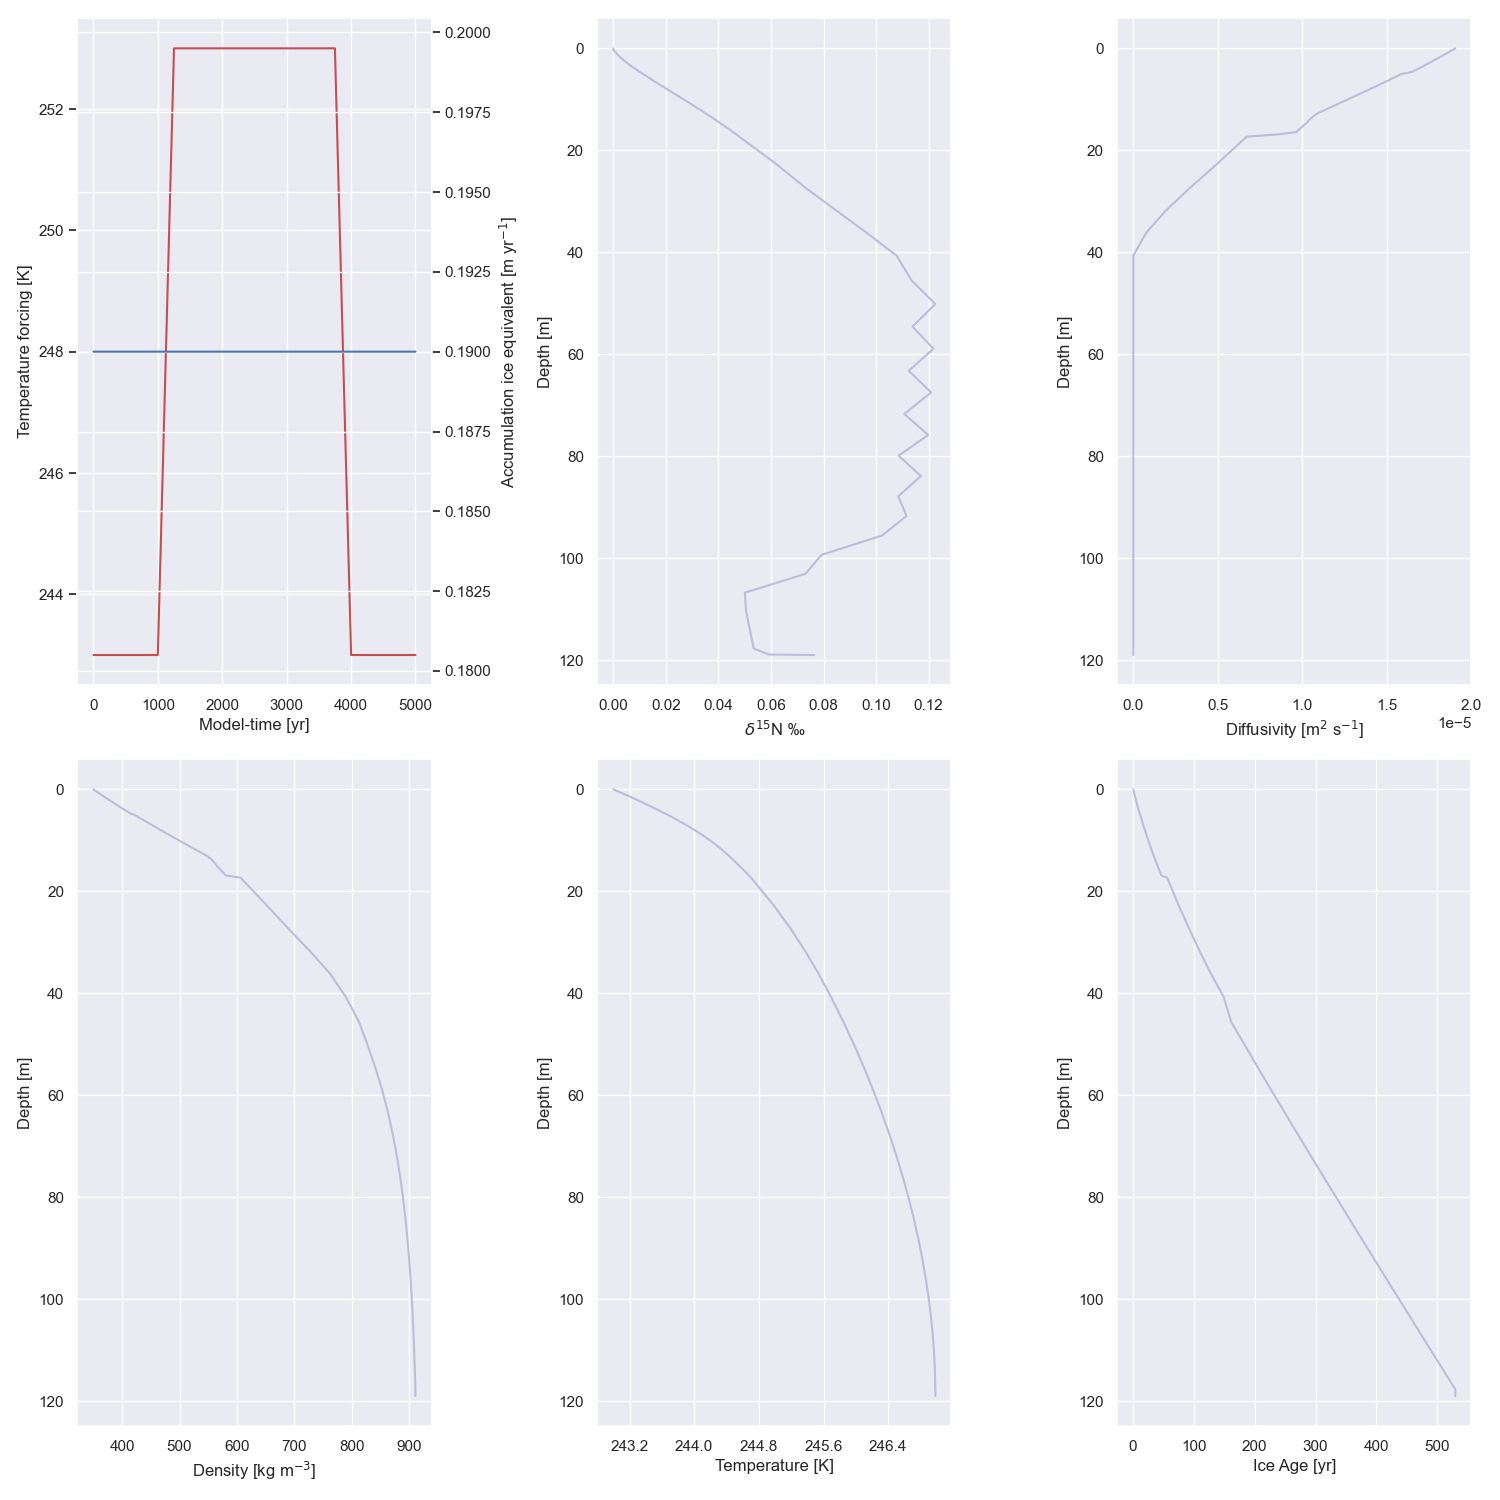 Temperature forcing [K]
252
250
248
246
244
0 1000 2000 3000 4000 5000
Model-time [yr]
0.2000
0.1975
0.1950
0.1925
0.1900
0.1875
0.1850
0.1825
0.1800
Accumulation ice equivalent [m yr⁻¹]
Depth [m]
0
20
40
60
80
100
120
0.00 0.02 0.04 0.06 0.08 0.10 0.12
δ¹⁵N ‰
Depth [m]
0
20
40
60
80
100
120
0.0 0.5 1.0 1.5 2.0
1e−5
Diffusivity [m² s⁻¹]
Depth [m]
0
20
40
60
80
100
120
400 500 600 700 800 900
Density [kg m⁻³]
Depth [m]
0
20
40
60
80
100
120
243.2 244.0 244.8 245.6 246.4
Temperature [K]
Depth [m]
0
20
40
60
80
100
120
0 100 200 300 400 500
Ice Age [yr]